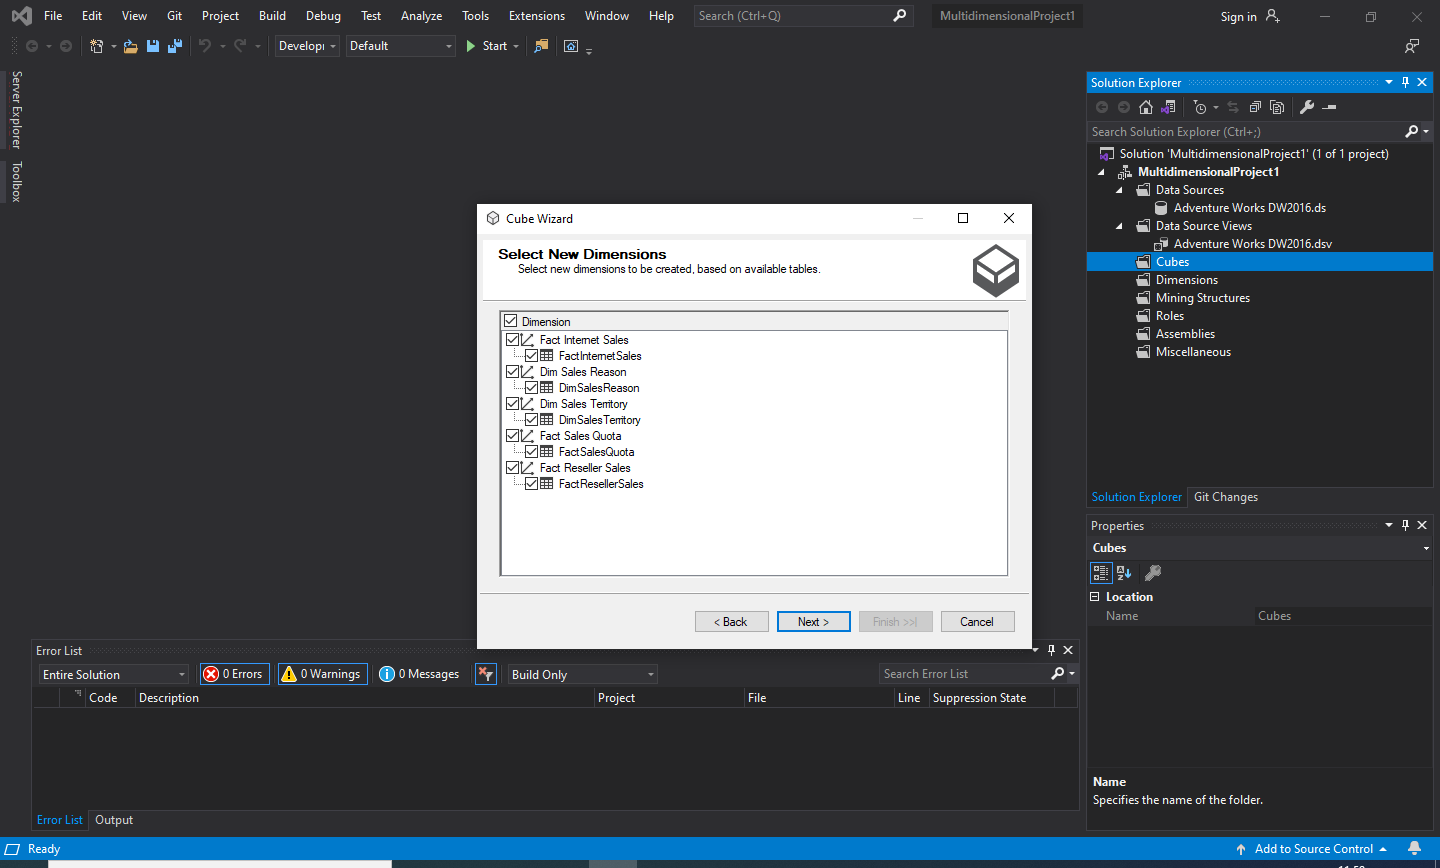 File Edit View Git Project Build Debug Test Analyze Tools Extensions Window Help Search (Ctrl+Q) MultidimensionalProject1 Sign in
Develop Default Start
Server Explorer
Toolbox
Solution Explorer
Search Solution Explorer (Ctrl+;)
Solution 'MultidimensionalProject1' (1 of 1 project)
MultidimensionalProject1
Data Sources
Adventure Works DW2016.ds
Data Source Views
Adventure Works DW2016.dsv
Cubes
Dimensions
Mining Structures
Roles
Assemblies
Miscellaneous
Solution Explorer Git Changes
Cube Wizard
Select New Dimensions
Select new dimensions to be created, based on available tables.
Dimension
Fact Internet Sales
FactInternetSales
Dim Sales Reason
DimSalesReason
Dim Sales Territory
DimSalesTerritory
Fact Sales Quota
FactSalesQuota
Fact Reseller Sales
FactResellerSales
< Back Next > Finish >>| Cancel
Properties
Cubes
Location
Name Cubes
Name
Specifies the name of the folder.
Error List
Entire Solution 0 Errors 0 Warnings 0 Messages Build Only Search Error List
Code Description Project File Line Suppression State
Error List Output
Ready Add to Source Control